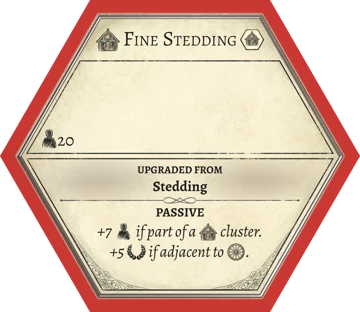 Fine Stedding
20
UPGRADED FROM
Stedding
PASSIVE
+7 if part of a cluster.
+5 if adjacent to .